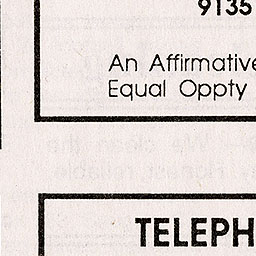 9135
An Affirmative
Equal Oppty
TELEPH